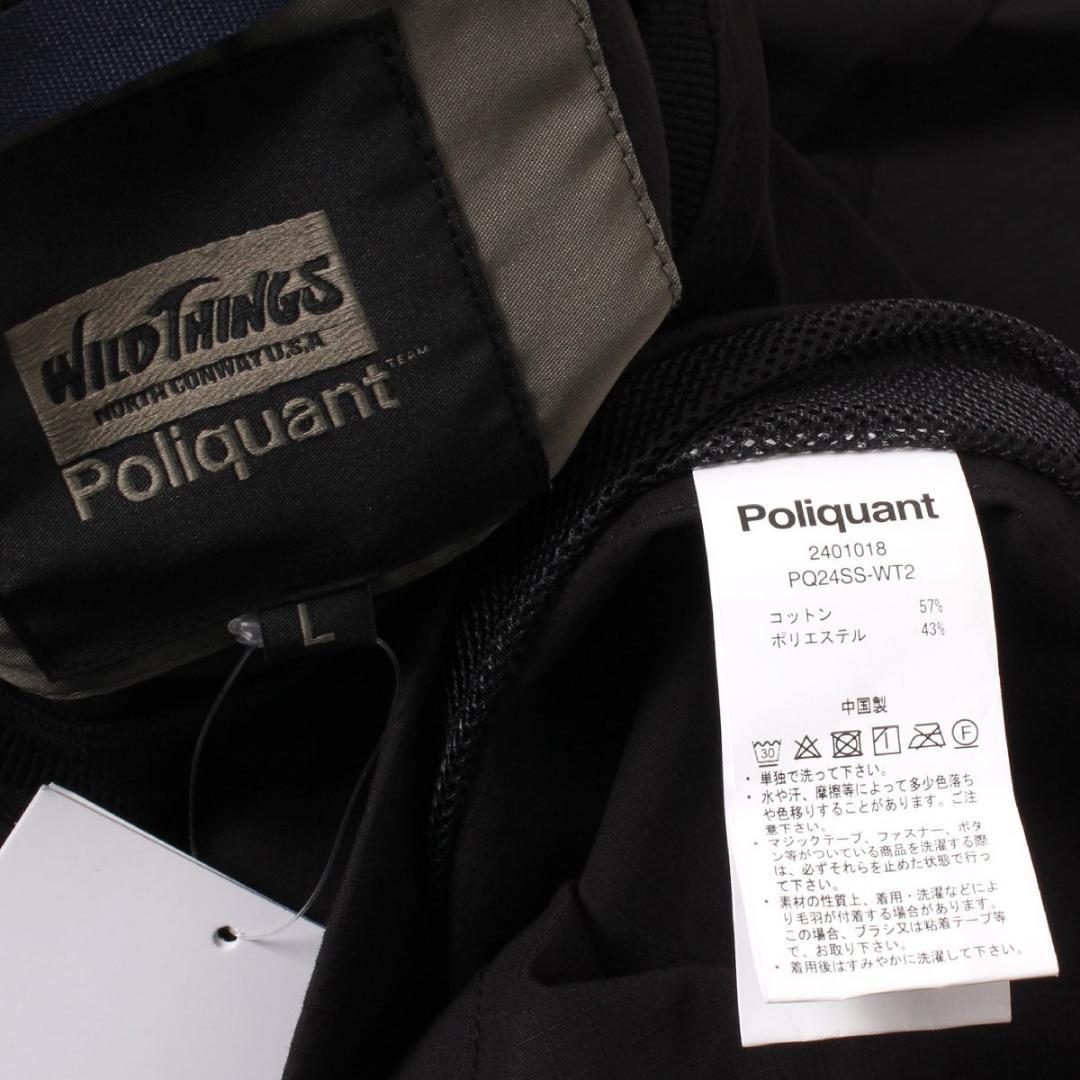 WILD THINGS
NORTH CONWAY U.S.A
Poliquant TEAM
L
Poliquant
2401018
PQ24SS-WT2
コットン 57%
ポリエステル 43%
中国製
30 F
・単独で洗って下さい。
・水や汗、摩擦等によって多少色落ち
や色移りすることがあります。ご注
意下さい。
・マジックテープ、ファスナー、ボタ
ン等がついている商品を洗濯する際
は、必ずそれらを止めた状態で行っ
て下さい。
・素材の性質上、着用・洗濯などによ
り毛羽が付着する場合があります。
この場合、ブラシ又は粘着テープ等
で、お取り下さい。
・着用後はすみやかに洗濯して下さい。